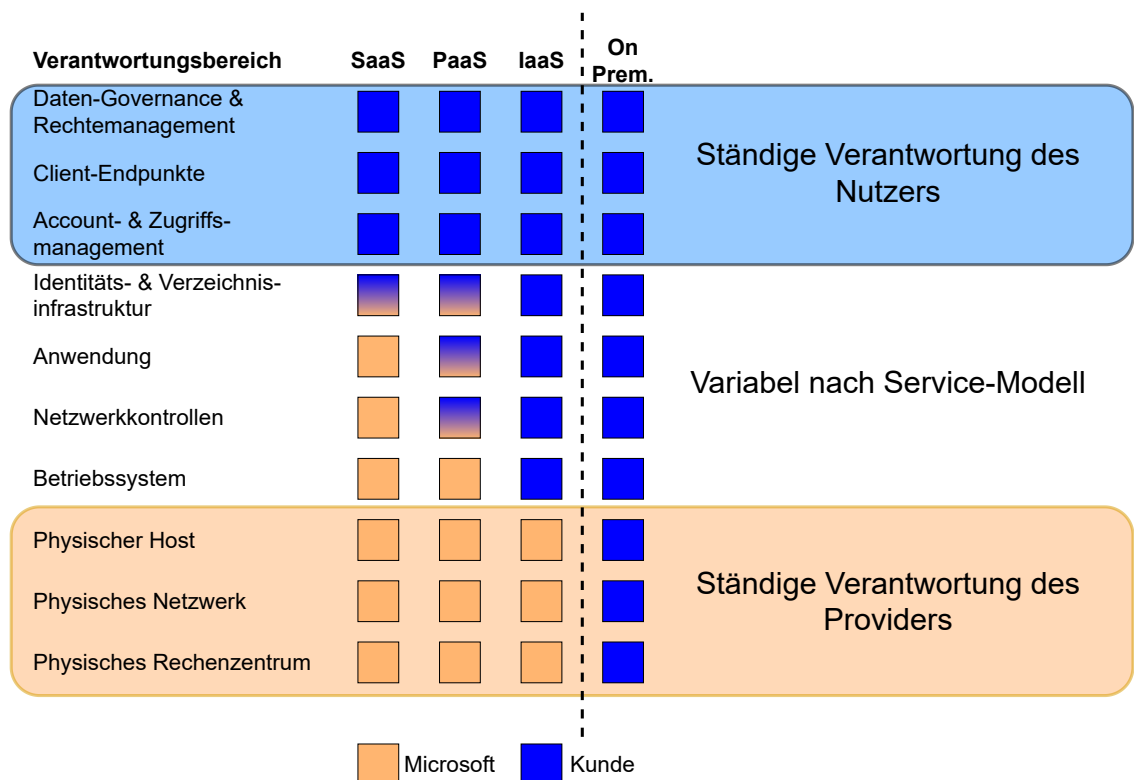 Verantwortungsbereich SaaS PaaS IaaS On
Prem.
Daten-Governance &
Rechtemanagement
Client-Endpunkte
Account- & Zugriffs-
management
Ständige Verantwortung des
Nutzers
Identitäts- & Verzeichnis-
infrastruktur
Anwendung
Netzwerkkontrollen
Betriebssystem
Variabel nach Service-Modell
Physischer Host
Physisches Netzwerk
Physisches Rechenzentrum
Ständige Verantwortung des
Providers
Microsoft Kunde